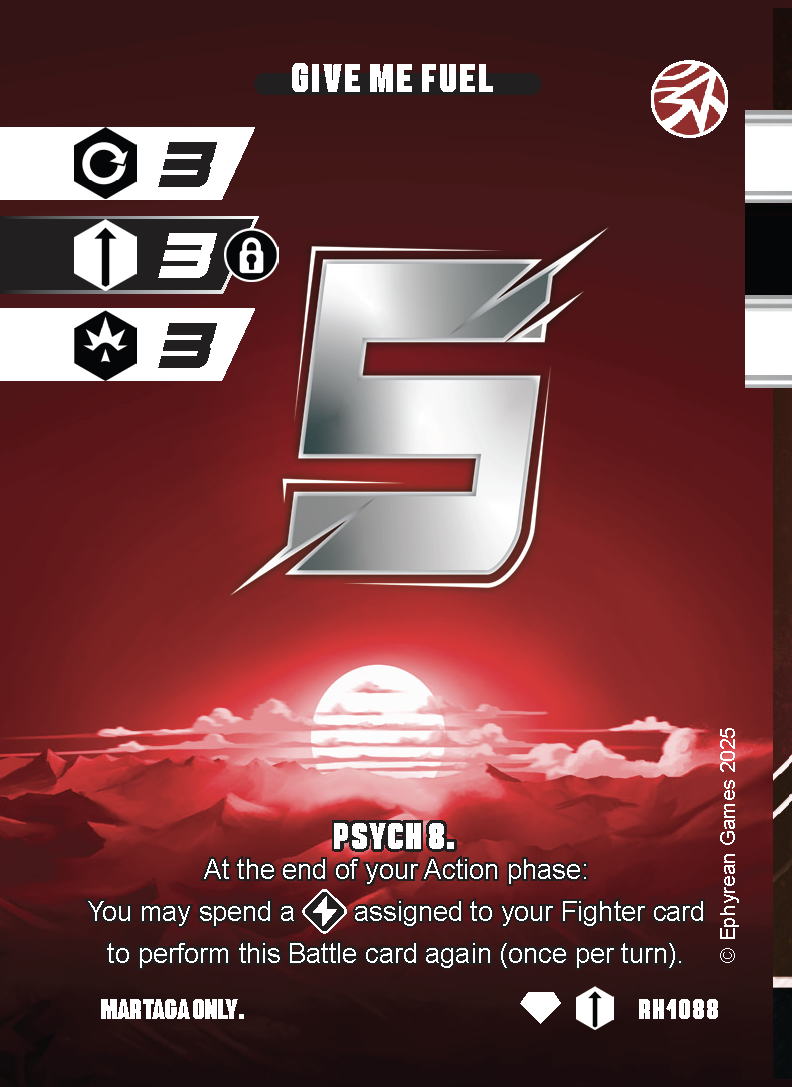 GIVE ME FUEL
3
3
3
5
PSYCH 8.
At the end of your Action phase:
You may spend a assigned to your Fighter card
to perform this Battle card again (once per turn).
© Ephyrean Games 2025
MARTAGA ONLY.
RH1088